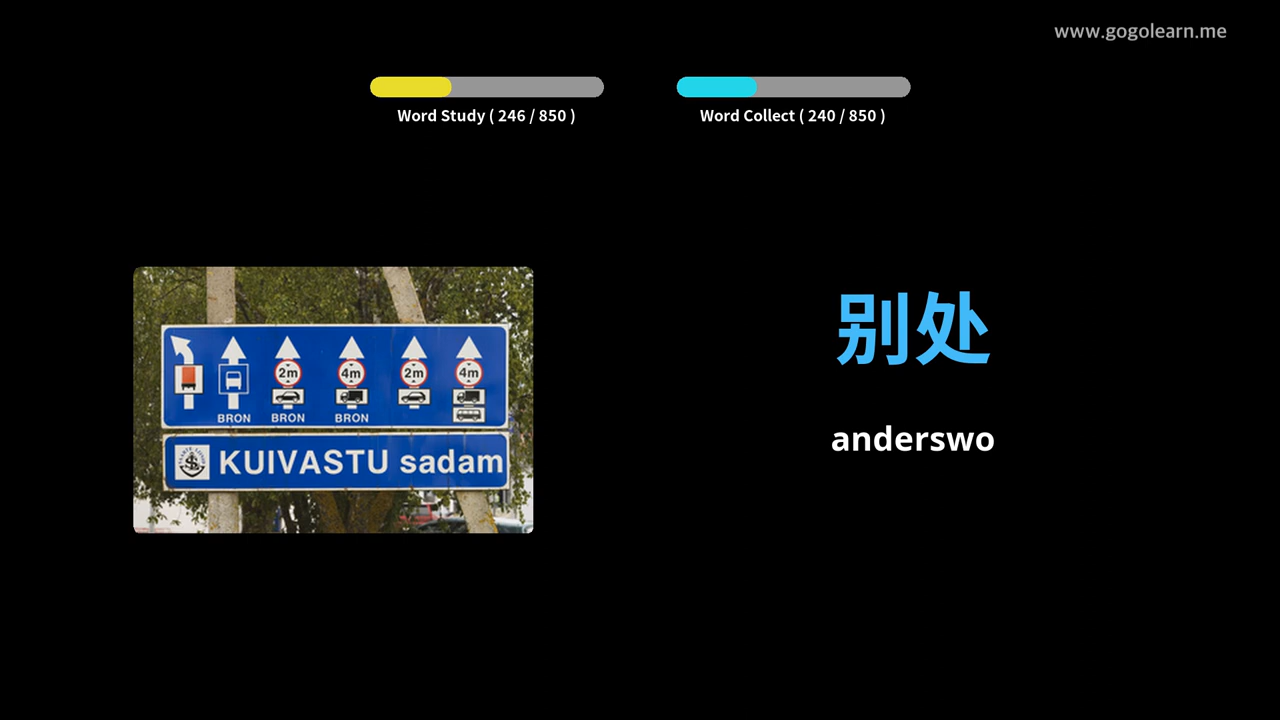 www.gogolearn.me
Word Study ( 246 / 850 )
Word Collect ( 240 / 850 )
2m 4m 2m 4m
BRON BRON BRON
KUIVASTU sadam
别处
anderswo